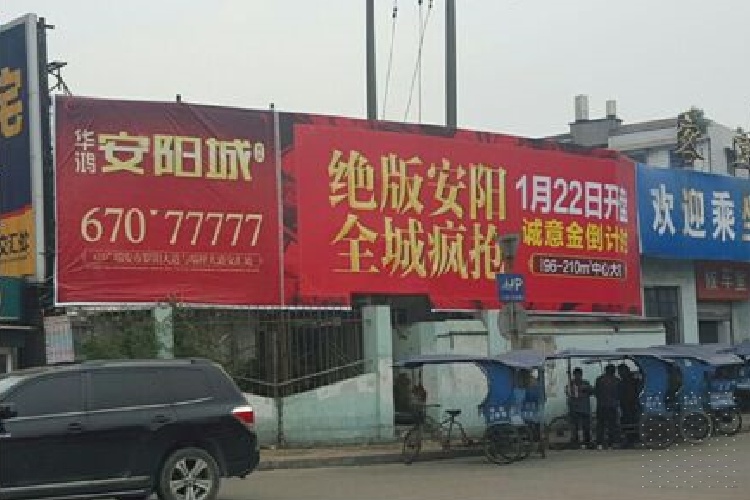 华鸿
安阳城
670 77777
绝版安阳
全城疯抢
1月22日开盘
诚意金倒计时
96-210m²中心大
欢迎乘坐
P